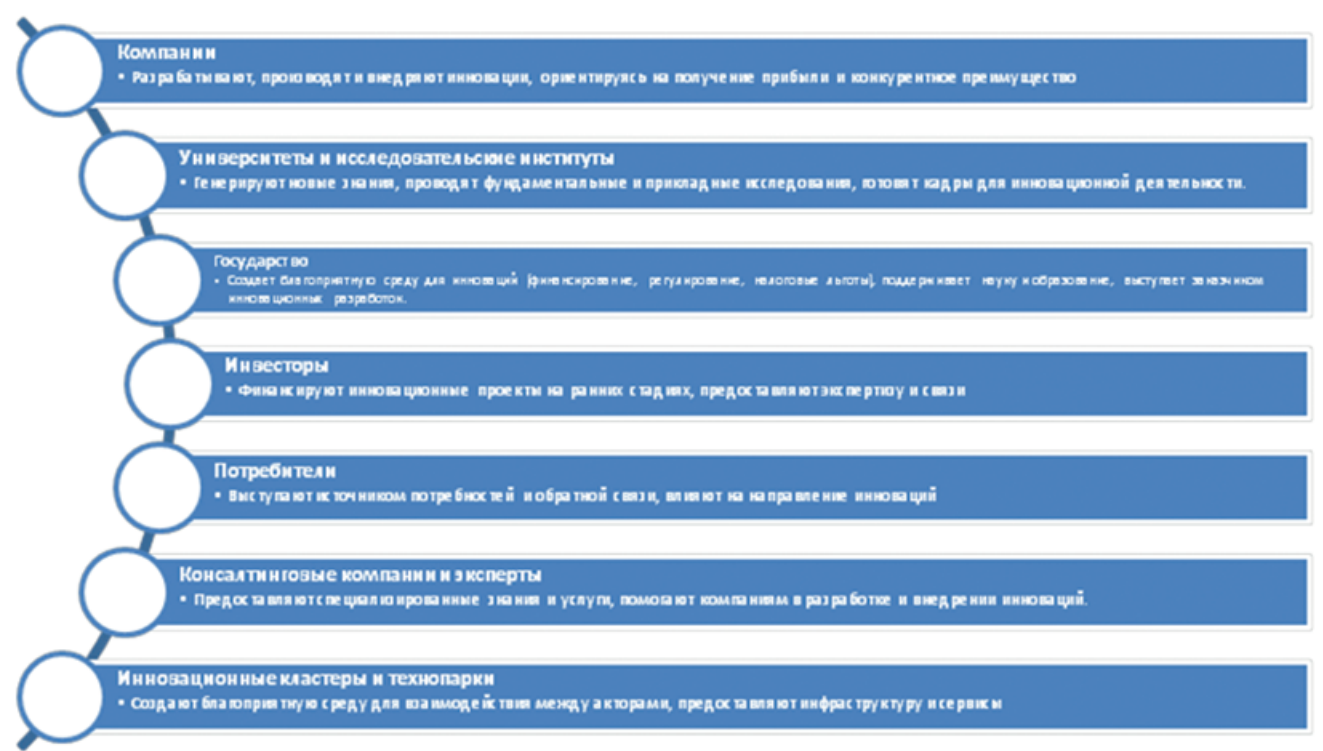 Компании
• Разрабатывают, производят и внедряют инновации, ориентируясь на получение прибыли и конкурентное преимущество
Университеты и исследовательские институты
• Генерируют новые знания, проводят фундаментальные и прикладные исследования, готовят кадры для инновационной деятельности.
Государство
• Создает благоприятную среду для инноваций (финансирование, регулирование, налоговые льготы), поддерживает науку и образование, выступает заказчиком
инновационных разработок.
Инвесторы
• Финансируют инновационные проекты на ранних стадиях, предоставляют экспертизу и связи
Потребители
• Выступают источником потребностей и обратной связи, влияют на направление инноваций
Консалтинговые компании и эксперты
• Предоставляют специализированные знания и услуги, помогают компаниям в разработке и внедрении инноваций.
Инновационные кластеры и технопарки
• Создают благоприятную среду для взаимодействия между акторами, предоставляют инфраструктуру и сервисы